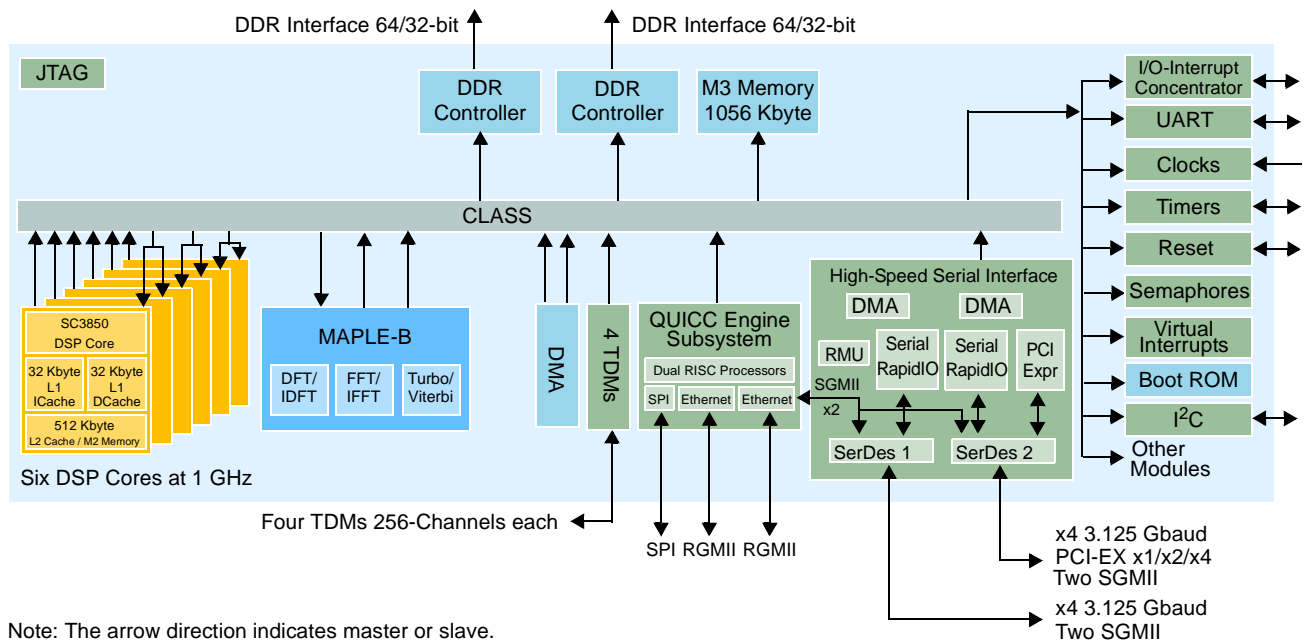 DDR Interface 64/32-bit
DDR Interface 64/32-bit
JTAG
DDR
Controller
DDR
Controller
M3 Memory
1056 Kbyte
I/O-Interrupt
Concentrator
UART
Clocks
Timers
Reset
Semaphores
Virtual
Interrupts
Boot ROM
I²C
Other
Modules
CLASS
SC3850
DSP Core
32 Kbyte
L1
ICache
32 Kbyte
L1
DCache
512 Kbyte
L2 Cache / M2 Memory
Six DSP Cores at 1 GHz
MAPLE-B
DFT/
IDFT
FFT/
IFFT
Turbo/
Viterbi
DMA
4 TDMs
QUICC Engine
Subsystem
Dual RISC Processors
SPI
Ethernet
Ethernet
High-Speed Serial Interface
DMA
DMA
RMU
Serial
RapidIO
Serial
RapidIO
PCI
Expr
SGMII
x2
SerDes 1
SerDes 2
Four TDMs 256-Channels each
SPI
RGMII
RGMII
x4 3.125 Gbaud
PCI-EX x1/x2/x4
Two SGMII
x4 3.125 Gbaud
Two SGMII
Note: The arrow direction indicates master or slave.